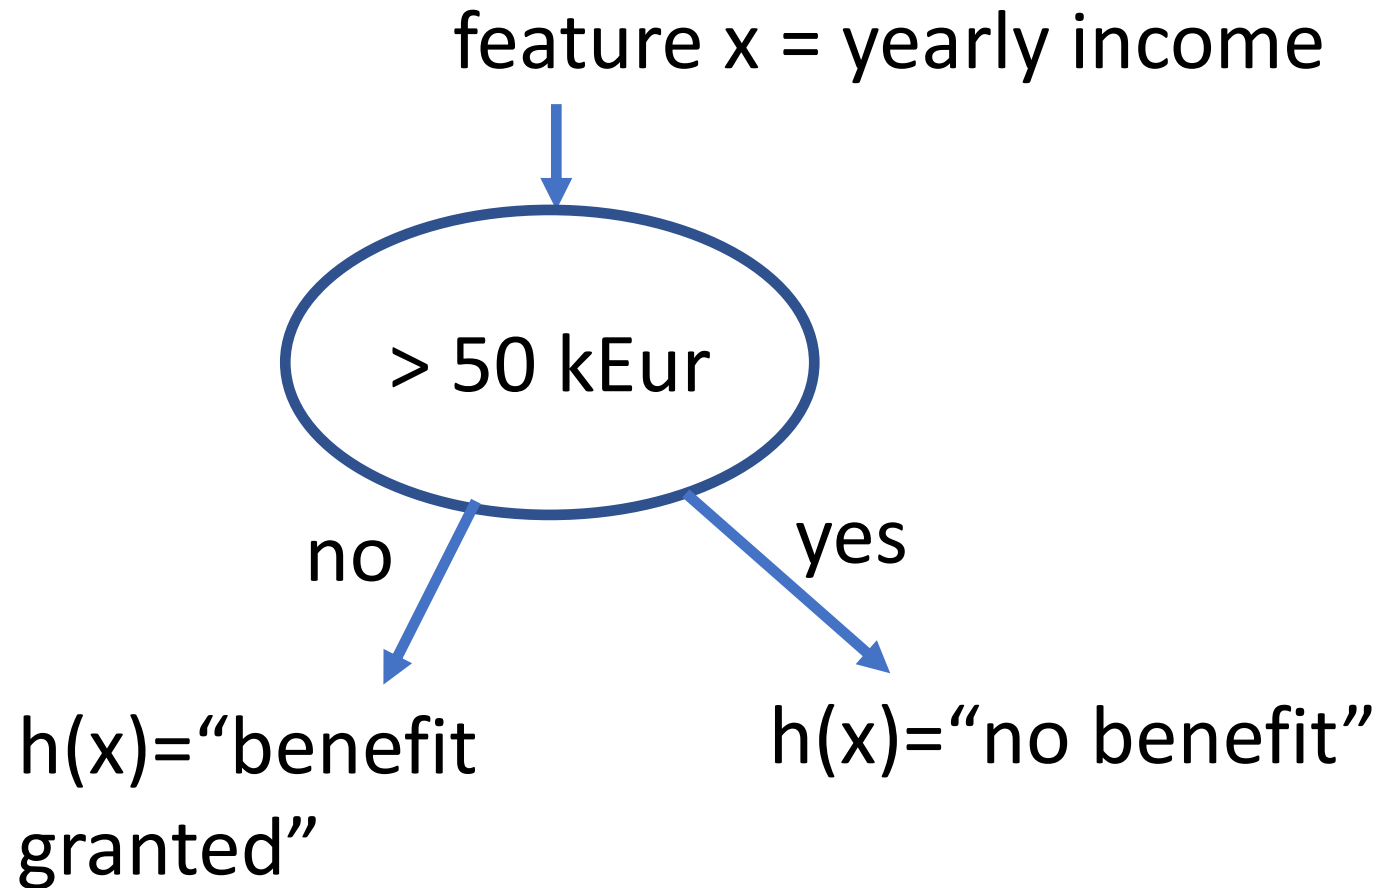 feature x = yearly income
> 50 kEur
no
yes
h(x)=“benefit
granted”
h(x)=“no benefit”